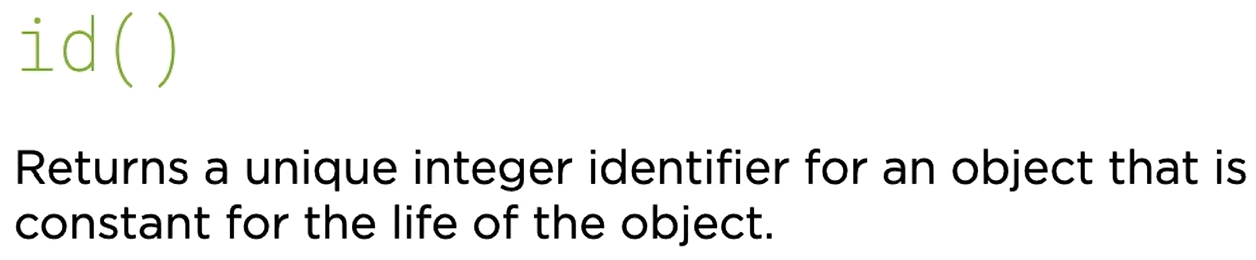 id()
Returns a unique integer identifier for an object that is
constant for the life of the object.